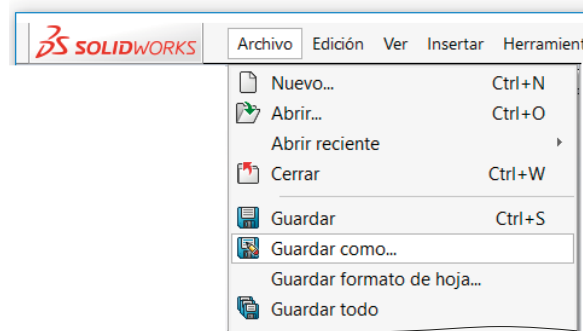 SOLIDWORKS Archivo Edición Ver Insertar
Nuevo... Ctrl+N
Abrir... Ctrl+O
Abrir reciente
Cerrar Ctrl+W
Guardar Ctrl+S
Guardar como...
Guardar formato de hoja...
Guardar todo